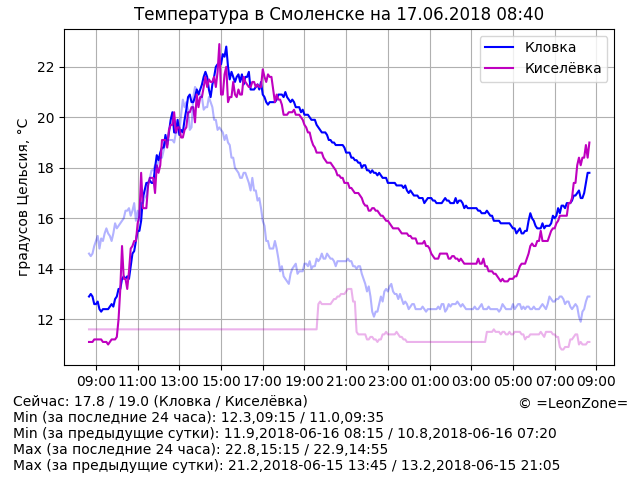 Температура в Смоленске на 17.06.2018 08:40
Кловка
Киселёвка
градусов Цельсия, °C
22
20
18
16
14
12
09:00 11:00 13:00 15:00 17:00 19:00 21:00 23:00 01:00 03:00 05:00 07:00 09:00
Сейчас: 17.8 / 19.0 (Кловка / Киселёвка)
© =LeonZone=
Min (за последние 24 часа): 12.3,09:15 / 11.0,09:35
Min (за предыдущие сутки): 11.9,2018-06-16 08:15 / 10.8,2018-06-16 07:20
Max (за последние 24 часа): 22.8,15:15 / 22.9,14:55
Max (за предыдущие сутки): 21.2,2018-06-15 13:45 / 13.2,2018-06-15 21:05